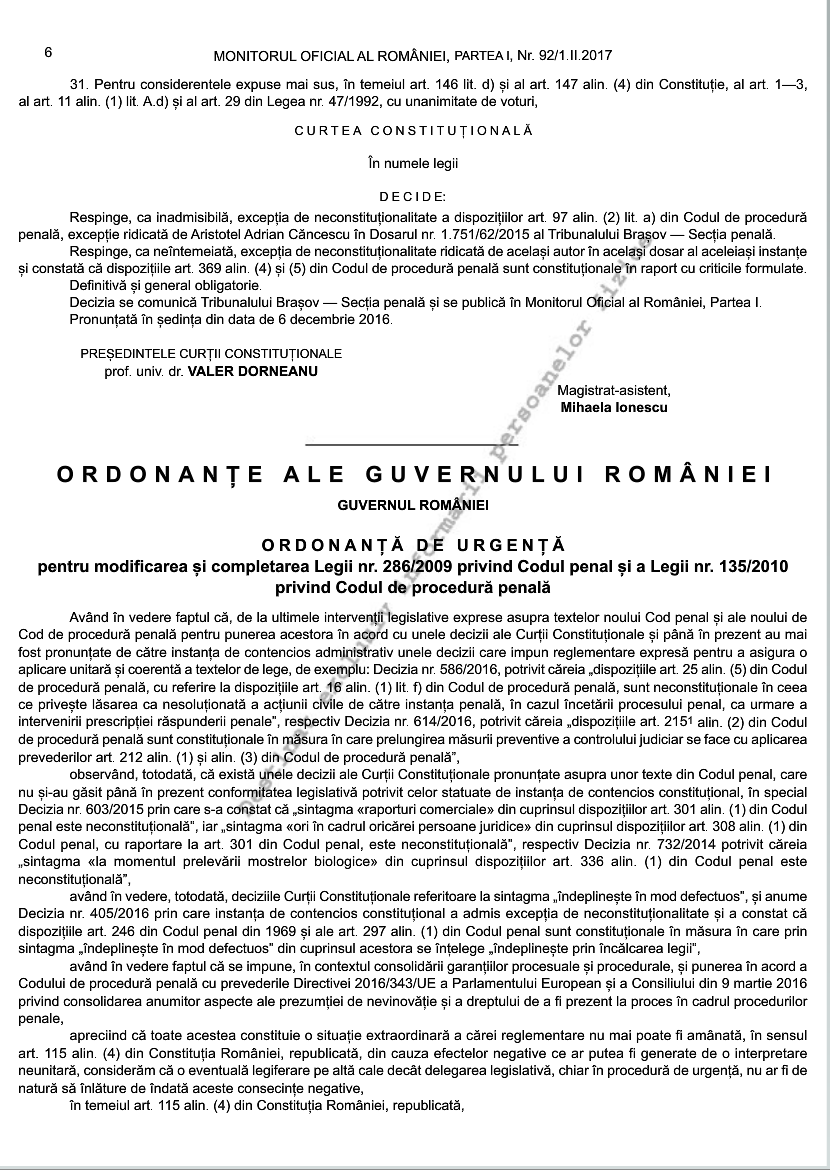 6
MONITORUL OFICIAL AL ROMÂNIEI, PARTEA I, Nr. 92/1.II.2017
31. Pentru considerentele expuse mai sus, în temeiul art. 146 lit. d) și al art. 147 alin. (4) din Constituție, al art. 1—3,
al art. 11 alin. (1) lit. A.d) și al art. 29 din Legea nr. 47/1992, cu unanimitate de voturi,
CURTEA CONSTITUȚIONALĂ
În numele legii
DECIDE:
Respinge, ca inadmisibilă, excepția de neconstituționalitate a dispozițiilor art. 97 alin. (2) lit. a) din Codul de procedură
penală, excepție ridicată de Aristotel Adrian Căncescu în Dosarul nr. 1.751/62/2015 al Tribunalului Brașov — Secția penală.
Respinge, ca neîntemeiată, excepția de neconstituționalitate ridicată de același autor în același dosar al aceleiași instanțe
și constată că dispozițiile art. 369 alin. (4) și (5) din Codul de procedură penală sunt constituționale în raport cu criticile formulate.
Definitivă și general obligatorie.
Decizia se comunică Tribunalului Brașov — Secția penală și se publică în Monitorul Oficial al României, Partea I.
Pronunțată în ședința din data de 6 decembrie 2016.
PREȘEDINTELE CURȚII CONSTITUȚIONALE
prof. univ. dr. VALER DORNEANU
Magistrat-asistent,
Mihaela Ionescu
ORDONANȚE ALE GUVERNULUI ROMÂNIEI
GUVERNUL ROMÂNIEI
ORDONANȚĂ DE URGENȚĂ
pentru modificarea și completarea Legii nr. 286/2009 privind Codul penal și a Legii nr. 135/2010
privind Codul de procedură penală
Având în vedere faptul că, de la ultimele intervenții legislative exprese asupra textelor noului Cod penal și ale noului de
Cod de procedură penală pentru punerea acestora în acord cu unele decizii ale Curții Constituționale și până în prezent au mai
fost pronunțate de către instanța de contencios administrativ unele decizii care impun reglementare expresă pentru a asigura o
aplicare unitară și coerentă a textelor de lege, de exemplu: Decizia nr. 586/2016, potrivit căreia „dispozițiile art. 25 alin. (5) din Codul
de procedură penală, cu referire la dispozițiile art. 16 alin. (1) lit. f) din Codul de procedură penală, sunt neconstituționale în ceea
ce privește lăsarea ca nesoluționată a acțiunii civile de către instanța penală, în cazul încetării procesului penal, ca urmare a
intervenirii prescripției răspunderii penale”, respectiv Decizia nr. 614/2016, potrivit căreia „dispozițiile art. 215¹ alin. (2) din Codul
de procedură penală sunt constituționale în măsura în care prelungirea măsurii preventive a controlului judiciar se face cu aplicarea
prevederilor art. 212 alin. (1) și alin. (3) din Codul de procedură penală”,
observând, totodată, că există unele decizii ale Curții Constituționale pronunțate asupra unor texte din Codul penal, care
nu și-au găsit până în prezent conformitatea legislativă potrivit celor statuate de instanța de contencios constituțional, în special
Decizia nr. 603/2015 prin care s-a constat că „sintagma «raporturi comerciale» din cuprinsul dispozițiilor art. 301 alin. (1) din Codul
penal este neconstituțională”, iar „sintagma «ori în cadrul oricărei persoane juridice» din cuprinsul dispozițiilor art. 308 alin. (1) din
Codul penal, cu raportare la art. 301 din Codul penal, este neconstituțională”, respectiv Decizia nr. 732/2014 potrivit căreia
„sintagma «la momentul prelevării mostrelor biologice» din cuprinsul dispozițiilor art. 336 alin. (1) din Codul penal este
neconstituțională”,
având în vedere, totodată, deciziile Curții Constituționale referitoare la sintagma „îndeplinește în mod defectuos”, și anume
Decizia nr. 405/2016 prin care instanța de contencios constituțional a admis excepția de neconstituționalitate și a constat că
dispozițiile art. 246 din Codul penal din 1969 și ale art. 297 alin. (1) din Codul penal sunt constituționale în măsura în care prin
sintagma „îndeplinește în mod defectuos” din cuprinsul acestora se înțelege „îndeplinește prin încălcarea legii”,
având în vedere faptul că se impune, în contextul consolidării garanțiilor procesuale și procedurale, și punerea în acord a
Codului de procedură penală cu prevederile Directivei 2016/343/UE a Parlamentului European și a Consiliului din 9 martie 2016
privind consolidarea anumitor aspecte ale prezumției de nevinovăție și a dreptului de a fi prezent la proces în cadrul procedurilor
penale,
apreciind că toate acestea constituie o situație extraordinară a cărei reglementare nu mai poate fi amânată, în sensul
art. 115 alin. (4) din Constituția României, republicată, din cauza efectelor negative ce ar putea fi generate de o interpretare
neunitară, considerăm că o eventuală legiferare pe altă cale decât delegarea legislativă, chiar în procedură de urgență, nu ar fi de
natură să înlăture de îndată aceste consecințe negative,
în temeiul art. 115 alin. (4) din Constituția României, republicată,
Destinat exclusiv informării persoanelor fizice